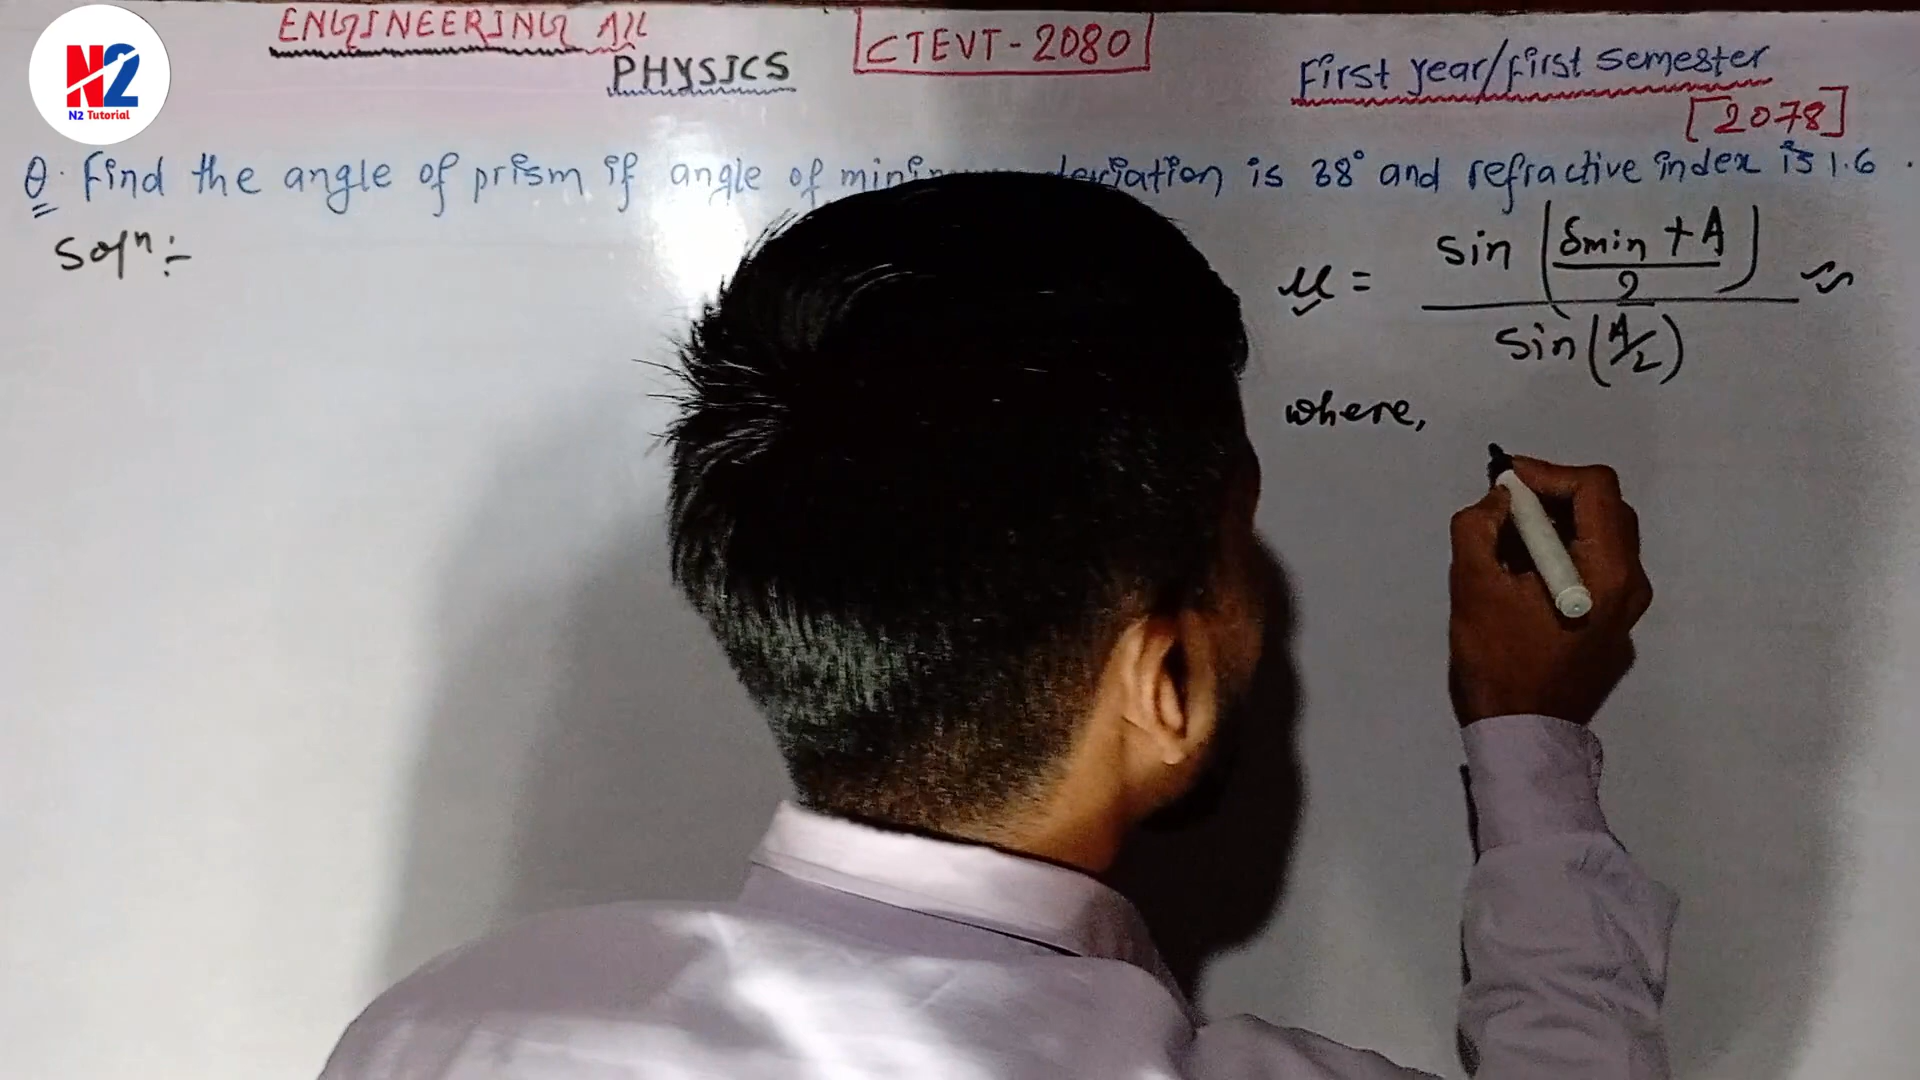 N2
N2 Tutorial
ENGINEERING All
PHYSICS
CTEVT-2080
First year/first semester
[2078]
Q. Find the angle of prism if angle of deviation is 38° and refractive index is 1.6.
Solⁿ:-
μ = sin (δmin + A / 2) / sin (A/2)
where,